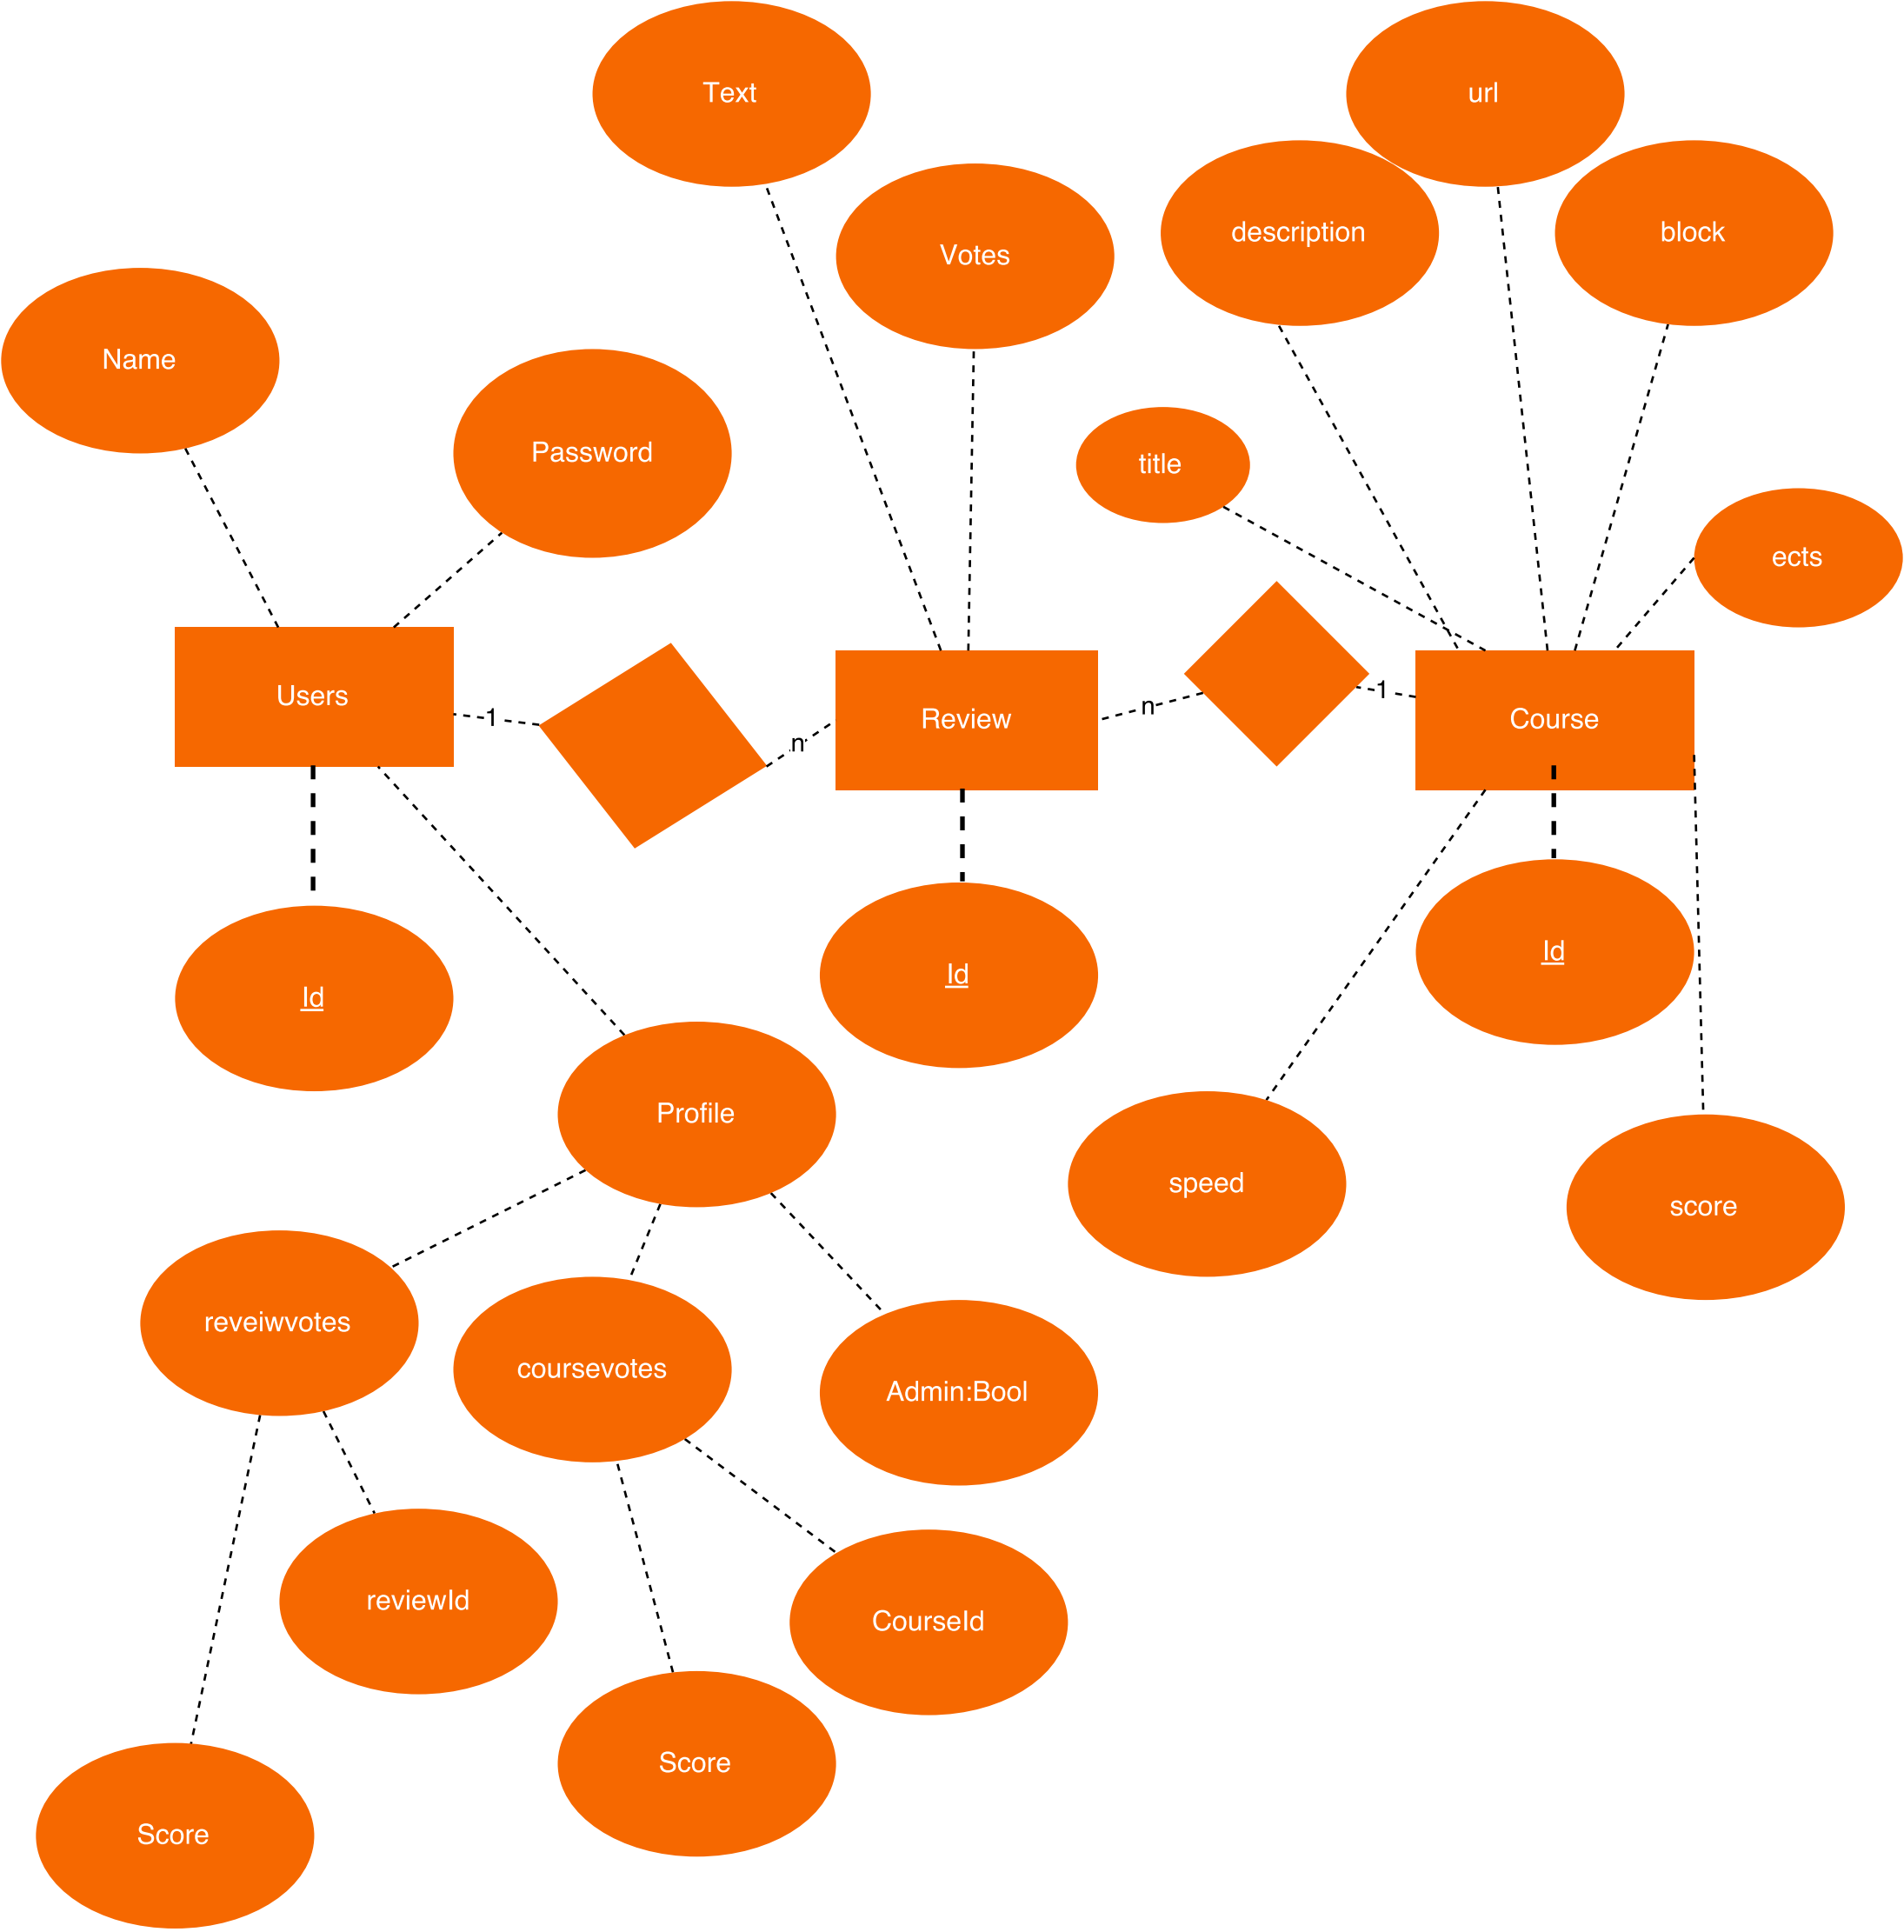 Text
url
description
block
Votes
Name
Password
title
ects
Users
1
n
Review
n
1
Course
Id
Id
Id
Profile
speed
score
reveiwvotes
coursevotes
Admin:Bool
reviewId
CourseId
Score
Score